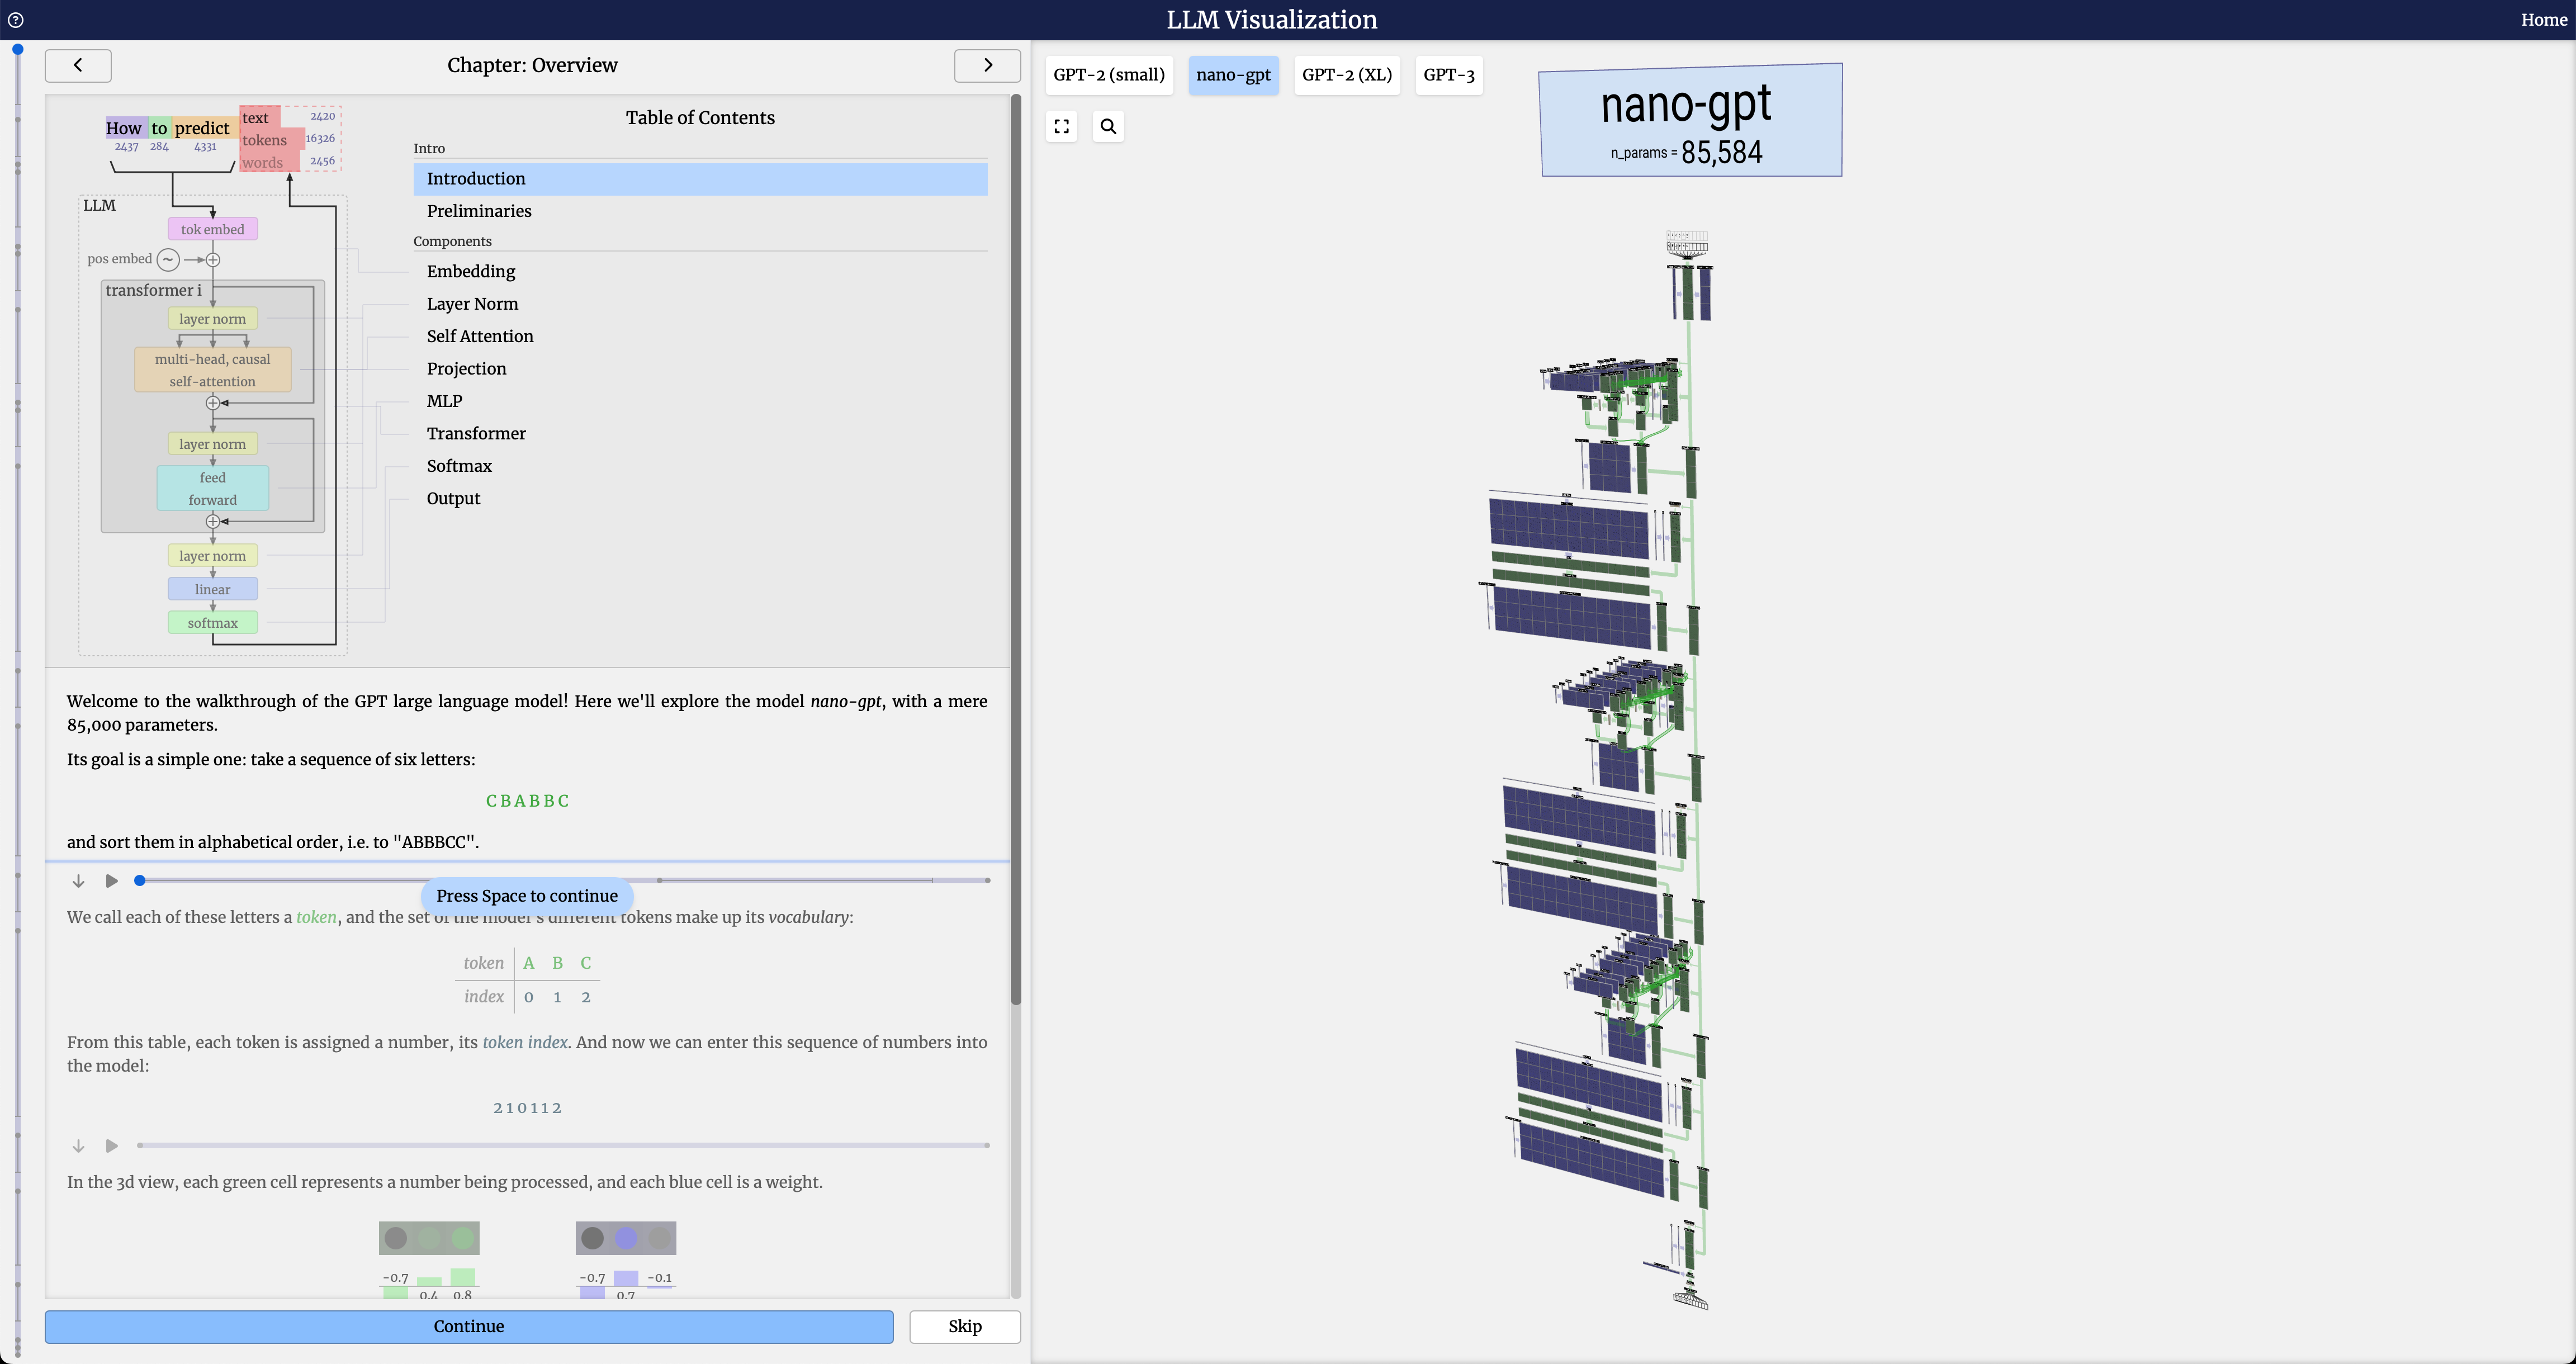 LLM Visualization
Home
Chapter: Overview
How to predict
2437 284 4331
text 2420
tokens 16326
words 2456
LLM
tok embed
pos embed
transformer i
layer norm
multi-head, causal
self-attention
layer norm
feed
forward
layer norm
linear
softmax
Table of Contents
Intro
Introduction
Preliminaries
Components
Embedding
Layer Norm
Self Attention
Projection
MLP
Transformer
Softmax
Output
Welcome to the walkthrough of the GPT large language model! Here we'll explore the model nano-gpt, with a mere
85,000 parameters.
Its goal is a simple one: take a sequence of six letters:
C B A B B C
and sort them in alphabetical order, i.e. to "ABBBCC".
Press Space to continue
We call each of these letters a token, and the set of the model's different tokens make up its vocabulary:
token A B C
index 0 1 2
From this table, each token is assigned a number, its token index. And now we can enter this sequence of numbers into
the model:
2 1 0 1 1 2
In the 3d view, each green cell represents a number being processed, and each blue cell is a weight.
-0.7 -0.7 -0.1
0.4 0.8 0.7
Continue
Skip
GPT-2 (small)
nano-gpt
GPT-2 (XL)
GPT-3
nano-gpt
n_params = 85,584